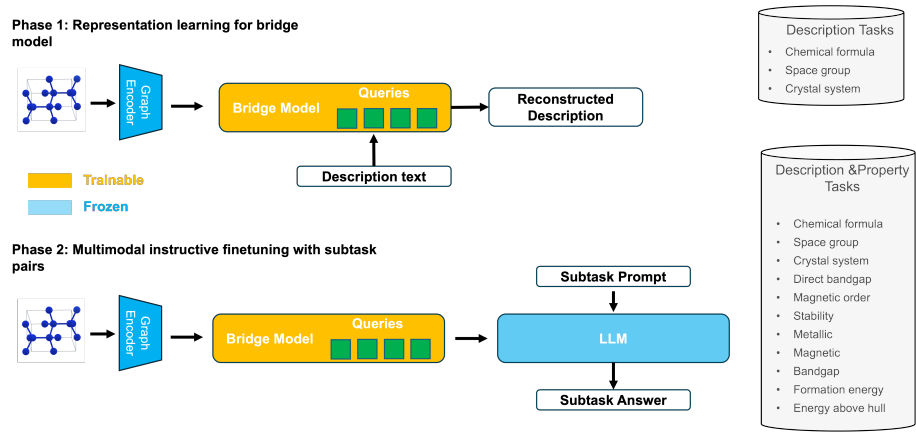 Phase 1: Representation learning for bridge
model
Graph
Encoder
Bridge Model
Queries
Reconstructed
Description
Description text
Trainable
Frozen
Description Tasks
• Chemical formula
• Space group
• Crystal system
Phase 2: Multimodal instructive finetuning with subtask
pairs
Graph
Encoder
Bridge Model
Queries
Subtask Prompt
LLM
Subtask Answer
Description &Property
Tasks
• Chemical formula
• Space group
• Crystal system
• Direct bandgap
• Magnetic order
• Stability
• Metallic
• Magnetic
• Bandgap
• Formation energy
• Energy above hull